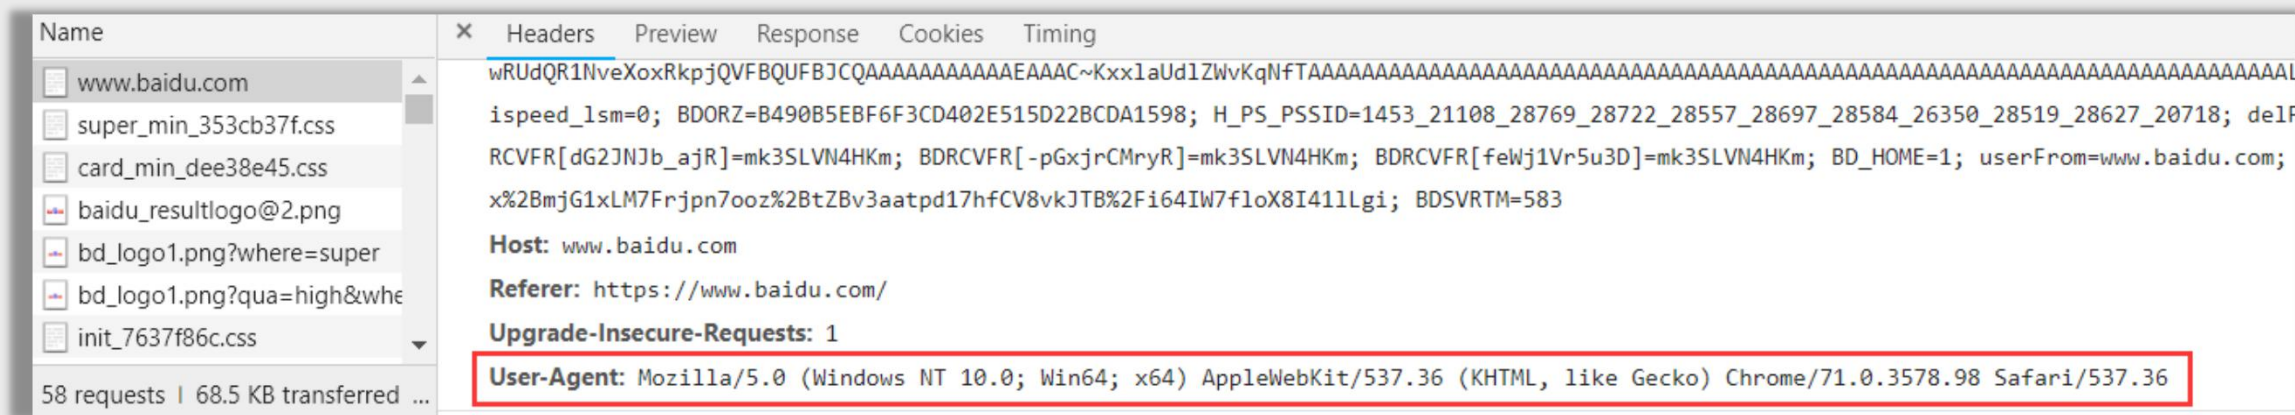 Name
www.baidu.com
super_min_353cb37f.css
card_min_dee38e45.css
baidu_resultlogo@2.png
bd_logo1.png?where=super
bd_logo1.png?qua=high&whe
init_7637f86c.css
58 requests | 68.5 KB transferred ...
× Headers Preview Response Cookies Timing
ispeed_lsm=0; BDORZ=B490B5EBF6F3CD402E515D22BCDA1598; H_PS_PSSID=1453_21108_28769_28722_28557_28697_28584_26350_28519_28627_20718;
RCVFR[dG2JNJb_ajR]=mk3SLVN4HKm; BDRCVFR[-pGxjrCMryR]=mk3SLVN4HKm; BDRCVFR[feWj1Vr5u3D]=mk3SLVN4HKm; BD_HOME=1; userFrom=www.baidu.com;
x%2BmjG1xLM7Frjpn7ooz%2BtZBv3aatpd17hfCV8vkJTB%2Fi64IW7floX8I41lLgi; BDSVRTM=583
Host: www.baidu.com
Referer: https://www.baidu.com/
Upgrade-Insecure-Requests: 1
User-Agent: Mozilla/5.0 (Windows NT 10.0; Win64; x64) AppleWebKit/537.36 (KHTML, like Gecko) Chrome/71.0.3578.98 Safari/537.36